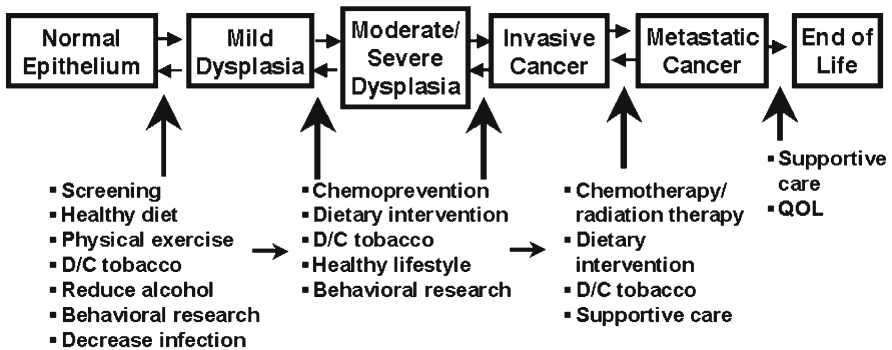 Normal
Epithelium
Mild
Dysplasia
Moderate/
Severe
Dysplasia
Invasive
Cancer
Metastatic
Cancer
End of
Life
▪ Screening
▪ Healthy diet
▪ Physical exercise
▪ D/C tobacco
▪ Reduce alcohol
▪ Behavioral research
▪ Decrease infection
▪ Chemoprevention
▪ Dietary intervention
▪ D/C tobacco
▪ Healthy lifestyle
▪ Behavioral research
▪ Chemotherapy/
radiation therapy
▪ Dietary
intervention
▪ D/C tobacco
▪ Supportive care
▪ Supportive
care
▪ QOL